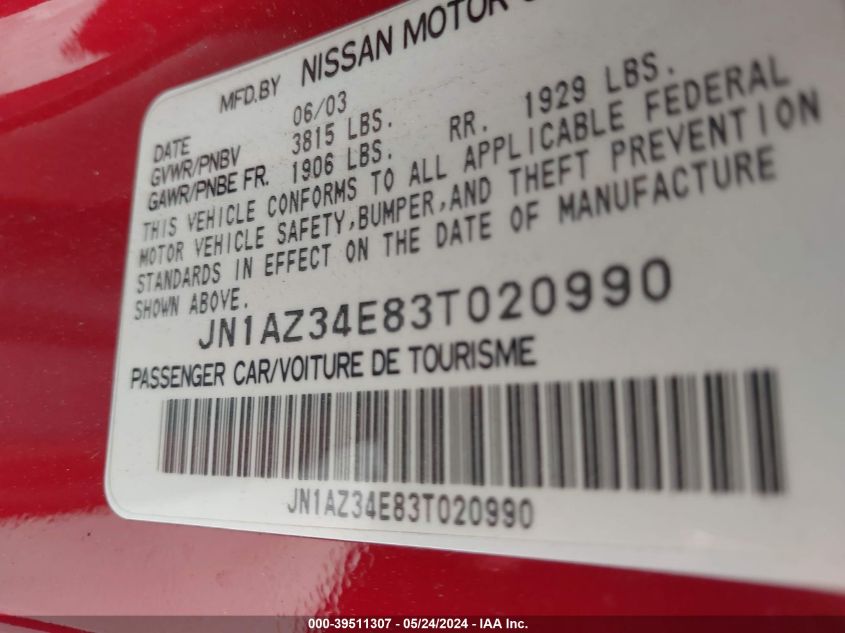 MFD.BY NISSAN MOTOR
DATE 06/03
GVWR/PNBV 3815 LBS.
GAWR/PNBE FR. 1906 LBS. RR. 1929 LBS.
THIS VEHICLE CONFORMS TO ALL APPLICABLE FEDERAL
MOTOR VEHICLE SAFETY,BUMPER,AND THEFT PREVENTION
STANDARDS IN EFFECT ON THE DATE OF MANUFACTURE
SHOWN ABOVE.
JN1AZ34E83T020990
PASSENGER CAR/VOITURE DE TOURISME
JN1AZ34E83T020990
000-39511307 - 05/24/2024 - IAA Inc.